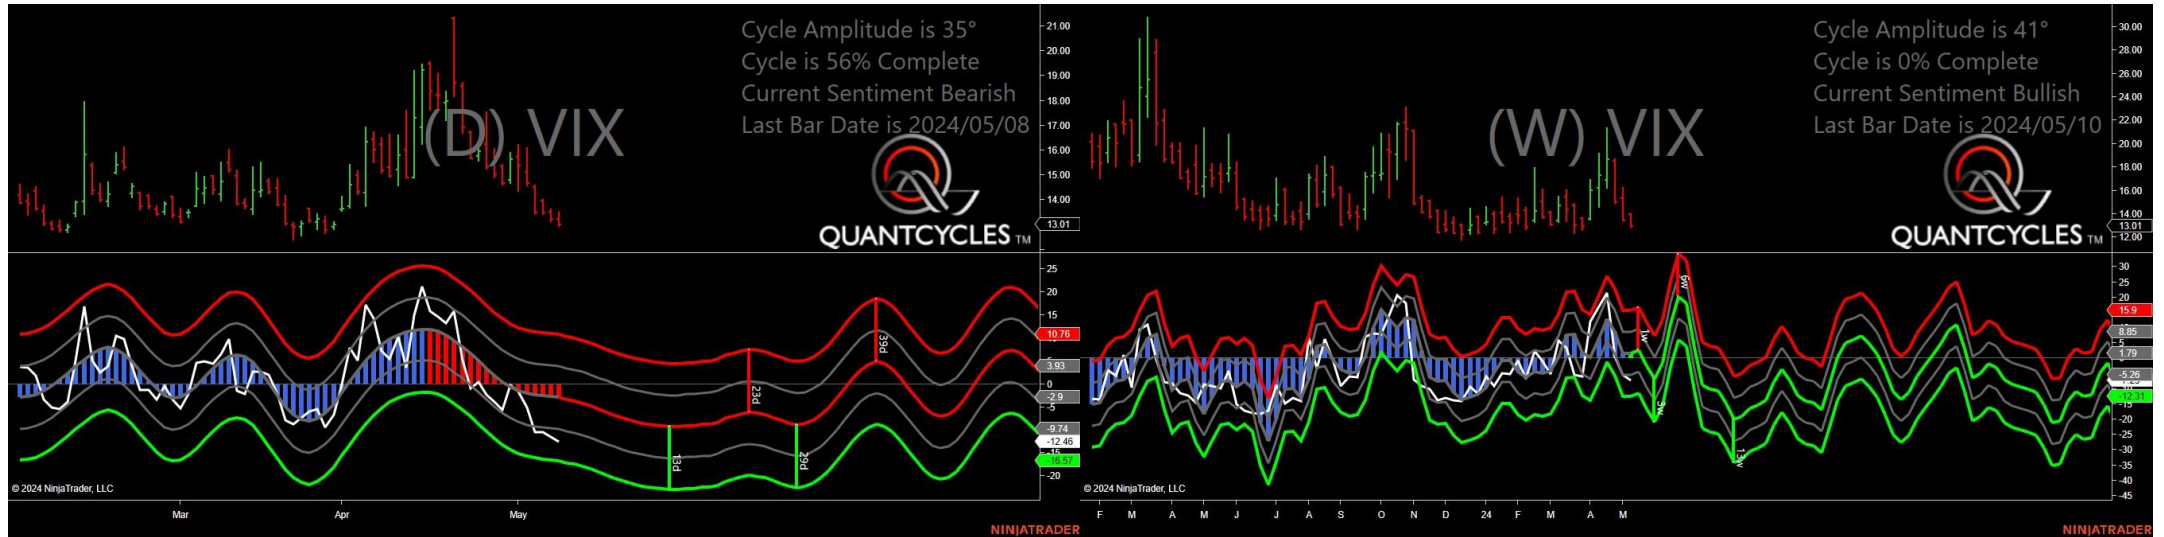 Cycle Amplitude is 35°
Cycle is 56% Complete
Current Sentiment Bearish
Last Bar Date is 2024/05/08
(D) VIX
QUANTCYCLES TM
21.00
20.00
19.00
18.00
17.00
16.00
15.00
14.00
13.01
25
20
15
10.76
5
3.93
0
-2.9
-5
-9.74
-12.46
-15
-16.57
-20
13d
23d
29d
39d
© 2024 NinjaTrader, LLC
Mar
Apr
May
NINJATRADER
Cycle Amplitude is 41°
Cycle is 0% Complete
Current Sentiment Bullish
Last Bar Date is 2024/05/10
(W) VIX
QUANTCYCLES TM
30.00
28.00
26.00
24.00
22.00
20.00
18.00
16.00
14.00
13.01
12.00
30
25
20
15.9
8.85
5
1.79
-5.26
-12.31
-15
-20
-25
-30
-35
-40
-45
1w
3w
6w
13w
© 2024 NinjaTrader, LLC
F M A M J J A S O N D 24 F M A M
NINJATRADER